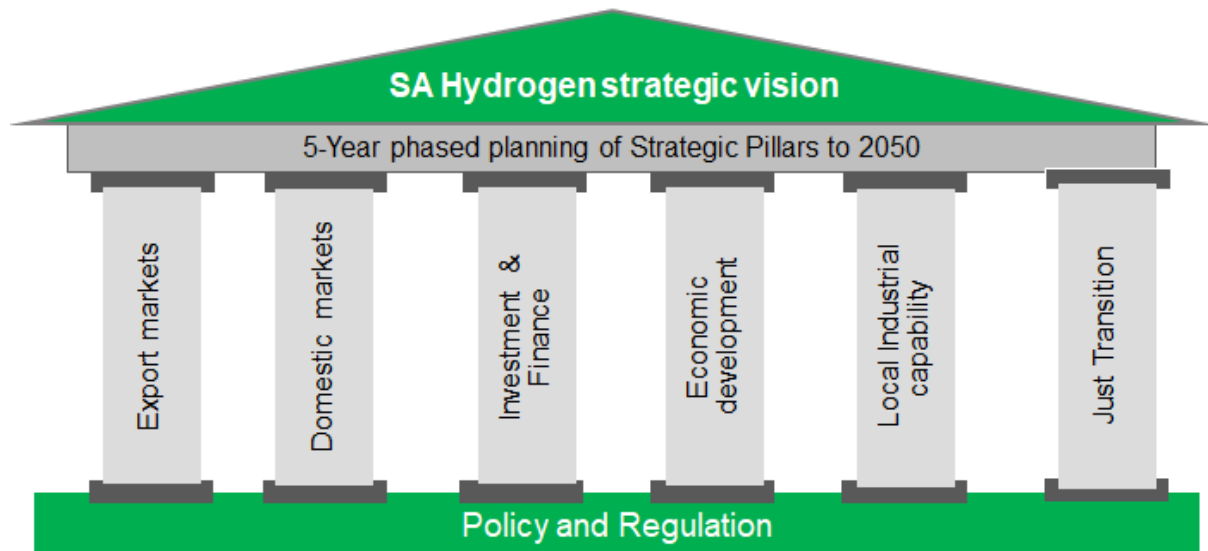 SA Hydrogen strategic vision
5-Year phased planning of Strategic Pillars to 2050
Export markets
Domestic markets
Investment &
Finance
Economic
development
Local Industrial
capability
Just Transition
Policy and Regulation